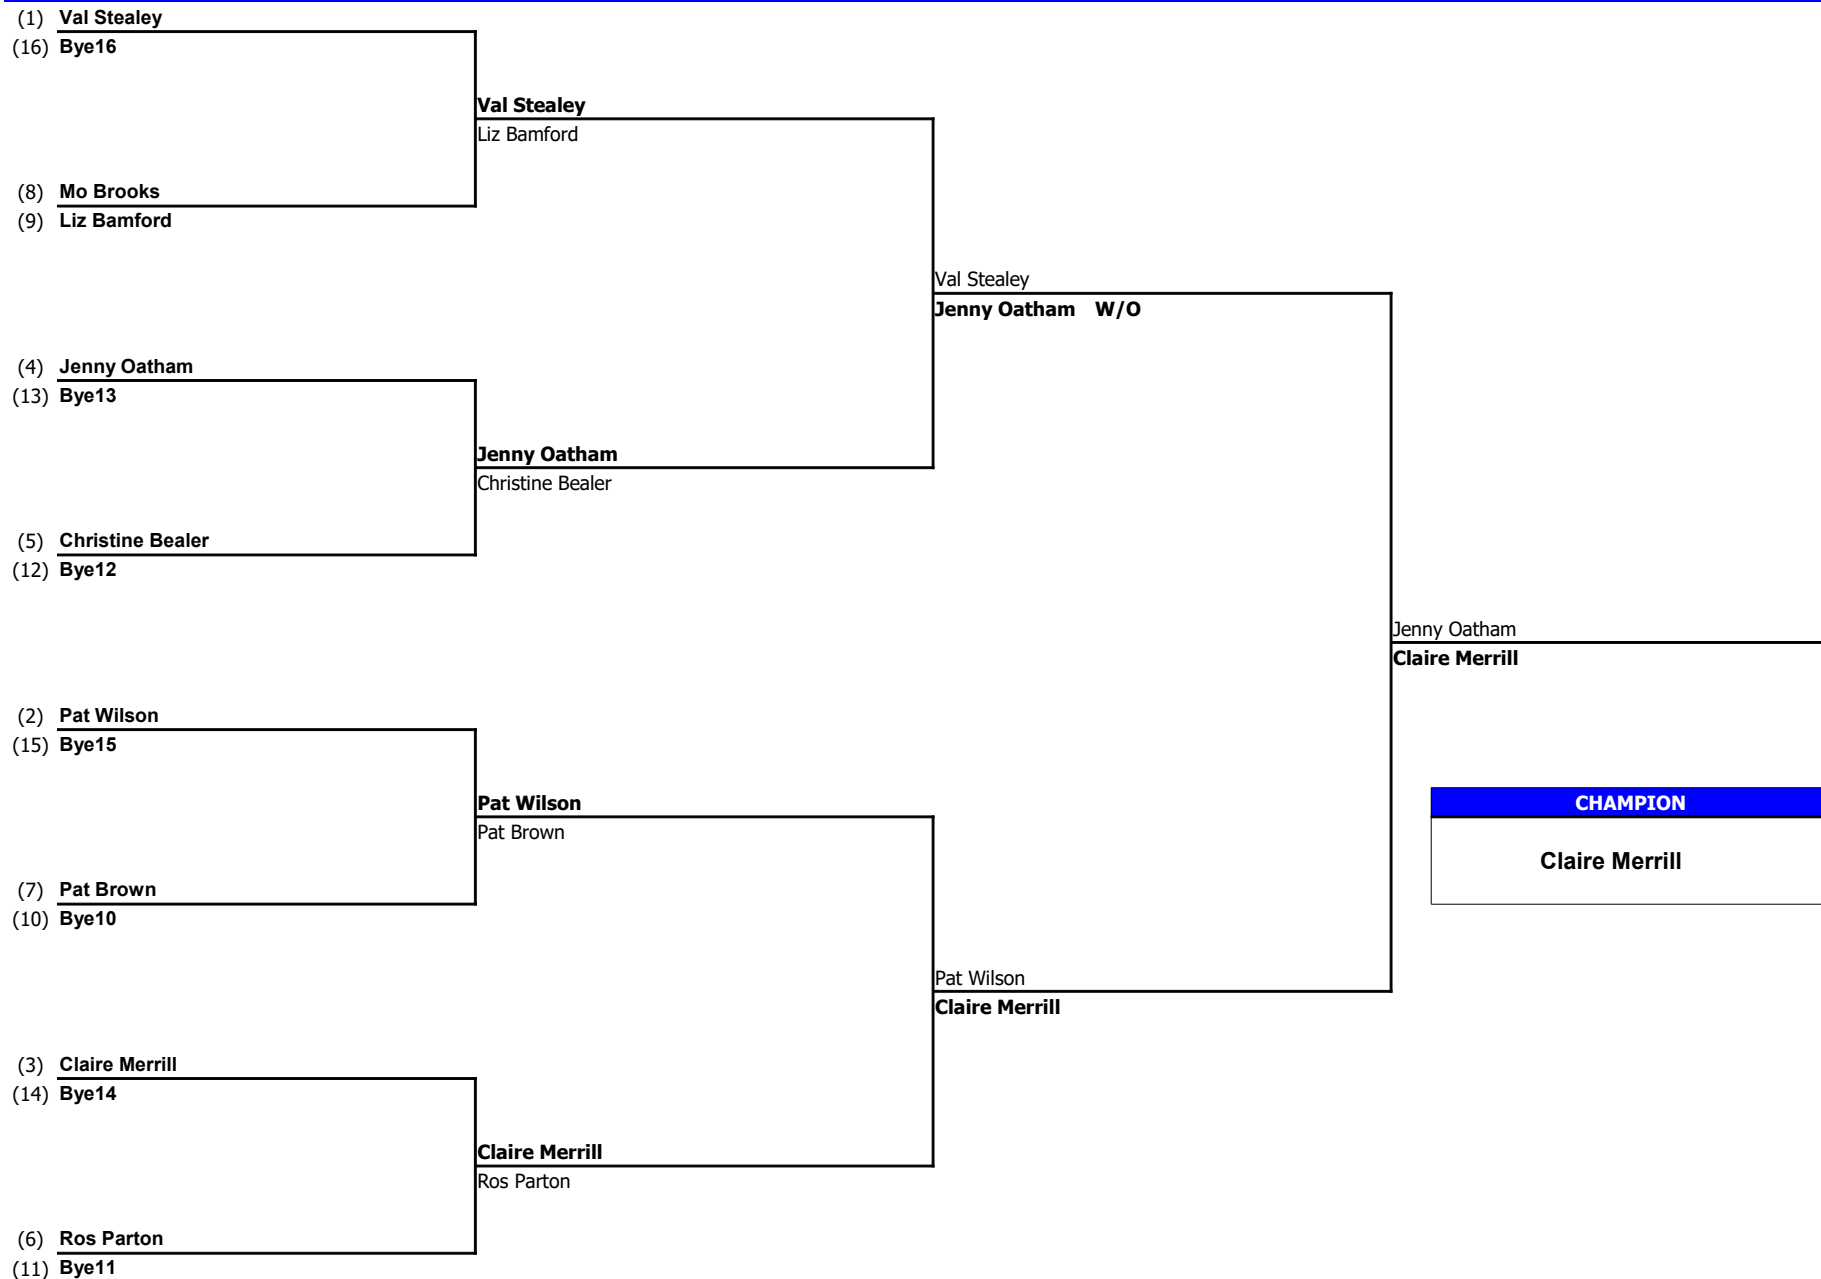 (1) Val Stealey
(16) Bye16
Val Stealey
Liz Bamford
(8) Mo Brooks
(9) Liz Bamford
Val Stealey
Jenny Oatham W/O
(4) Jenny Oatham
(13) Bye13
Jenny Oatham
Christine Bealer
(5) Christine Bealer
(12) Bye12
Jenny Oatham
Claire Merrill
(2) Pat Wilson
(15) Bye15
CHAMPION
Pat Wilson
Pat Brown
Claire Merrill
(7) Pat Brown
(10) Bye10
Pat Wilson
Claire Merrill
(3) Claire Merrill
(14) Bye14
Claire Merrill
Ros Parton
(6) Ros Parton
(11) Bye11